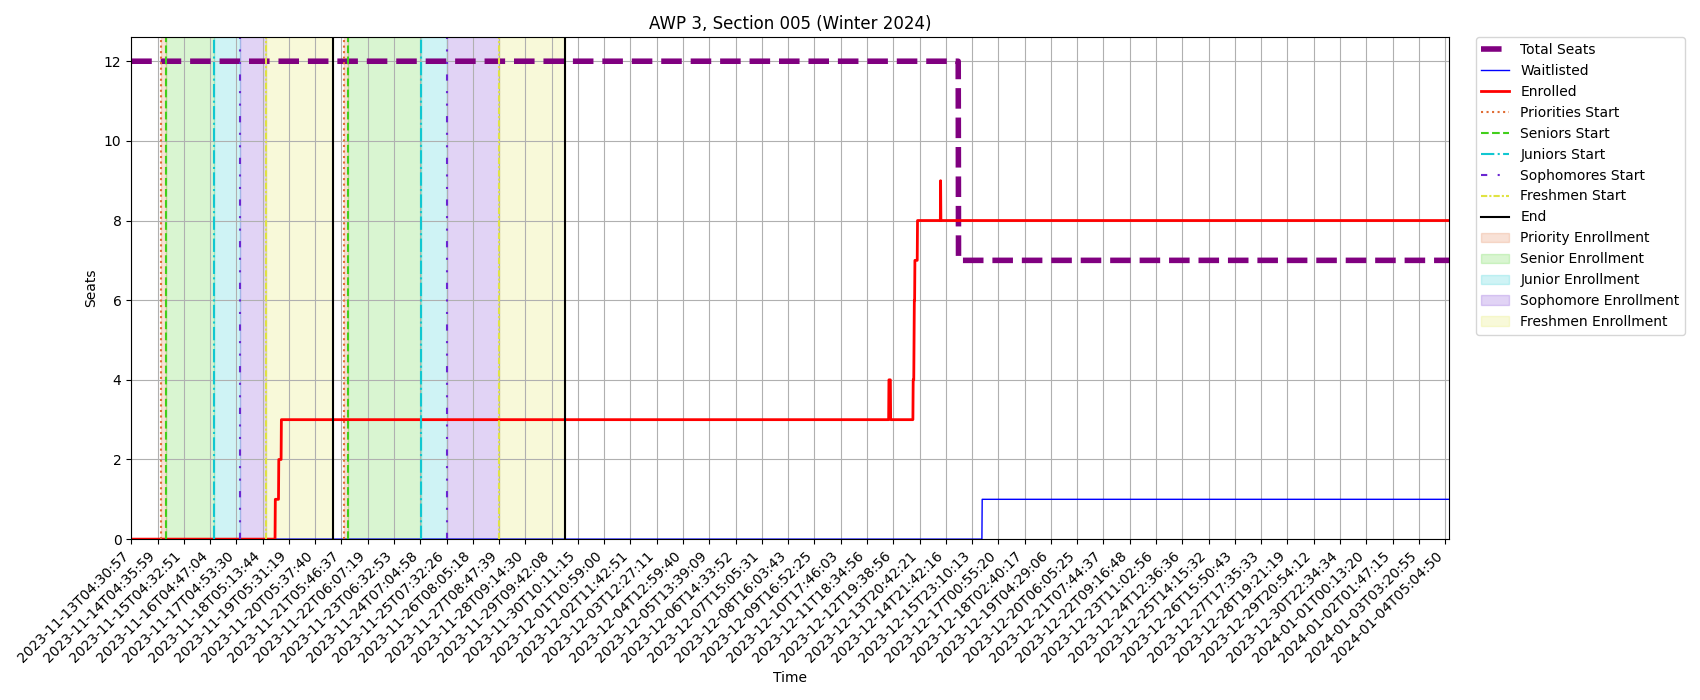 AWP 3, Section 005 (Winter 2024)
12
10
8
6
4
2
0
Seats
2023-11-13T04:30:57
2023-11-14T04:35:59
2023-11-15T04:32:51
2023-11-16T04:47:04
2023-11-17T04:53:30
2023-11-18T05:13:44
2023-11-19T05:31:19
2023-11-20T05:37:40
2023-11-21T05:46:37
2023-11-22T06:07:19
2023-11-23T06:32:53
2023-11-24T07:04:58
2023-11-25T07:32:26
2023-11-26T08:05:18
2023-11-27T08:47:39
2023-11-28T09:14:30
2023-11-29T09:42:08
2023-11-30T10:11:15
2023-12-01T10:59:00
2023-12-02T11:42:51
2023-12-03T12:27:11
2023-12-04T12:59:40
2023-12-05T13:39:09
2023-12-06T14:33:52
2023-12-07T15:05:31
2023-12-08T16:03:43
2023-12-09T16:52:25
2023-12-10T17:46:03
2023-12-11T18:34:56
2023-12-12T19:38:56
2023-12-13T20:42:21
2023-12-14T21:42:16
2023-12-15T23:10:13
2023-12-17T00:55:20
2023-12-18T02:40:17
2023-12-19T04:29:06
2023-12-20T06:05:25
2023-12-21T07:44:37
2023-12-22T09:16:48
2023-12-23T11:02:56
2023-12-24T12:36:36
2023-12-25T14:15:32
2023-12-26T15:50:43
2023-12-27T17:35:33
2023-12-28T19:21:19
2023-12-29T20:54:12
2023-12-30T22:34:34
2024-01-01T00:13:20
2024-01-02T01:47:15
2024-01-03T03:20:55
2024-01-04T05:04:50
Time
Total Seats
Waitlisted
Enrolled
Priorities Start
Seniors Start
Juniors Start
Sophomores Start
Freshmen Start
End
Priority Enrollment
Senior Enrollment
Junior Enrollment
Sophomore Enrollment
Freshmen Enrollment